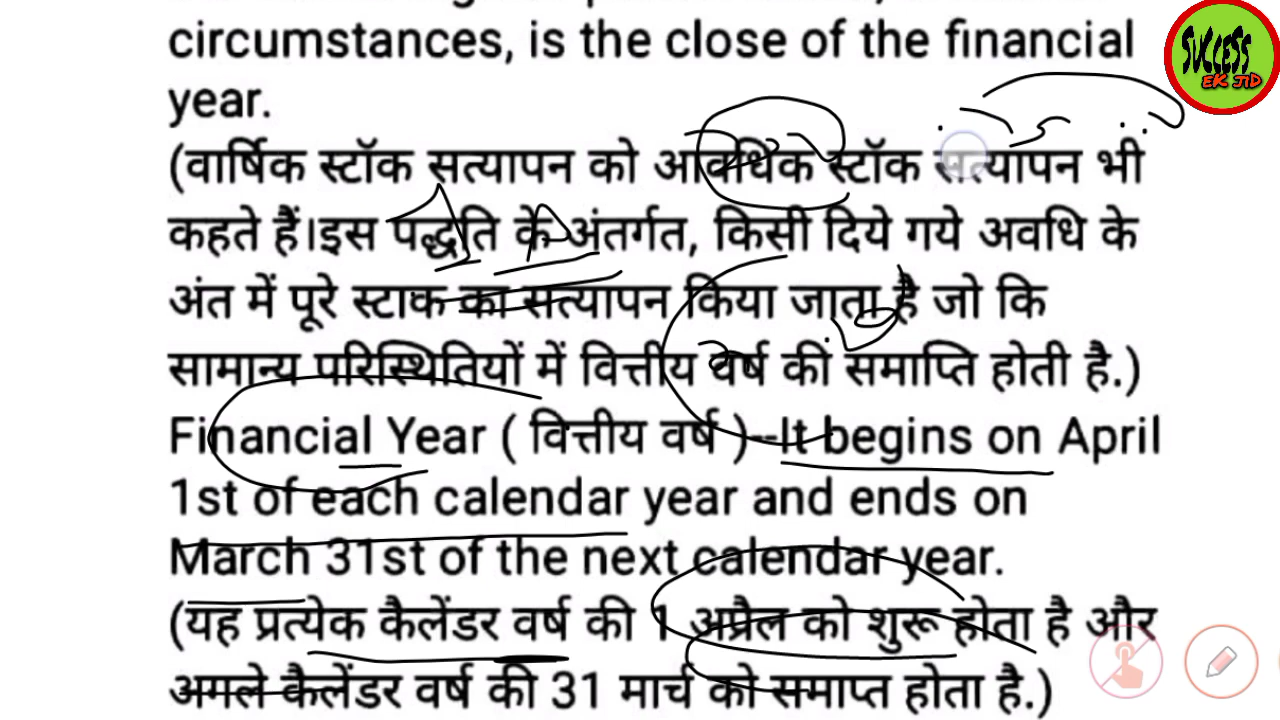 circumstances, is the close of the financial
year.
(वार्षिक स्टॉक सत्यापन को आवधिक स्टॉक सत्यापन भी
कहते हैं।इस पद्धति के अंतर्गत, किसी दिये गये अवधि के
अंत में पूरे स्टाक का सत्यापन किया जाता है जो कि
सामान्य परिस्थितियों में वित्तीय वर्ष की समाप्ति होती है.)
Financial Year ( वित्तीय वर्ष )--It begins on April
1st of each calendar year and ends on
March 31st of the next calendar year.
(यह प्रत्येक कैलेंडर वर्ष की 1 अप्रैल को शुरू होता है और
अगले कैलेंडर वर्ष की 31 मार्च को समाप्त होता है.)
SUCCESS
EK JID